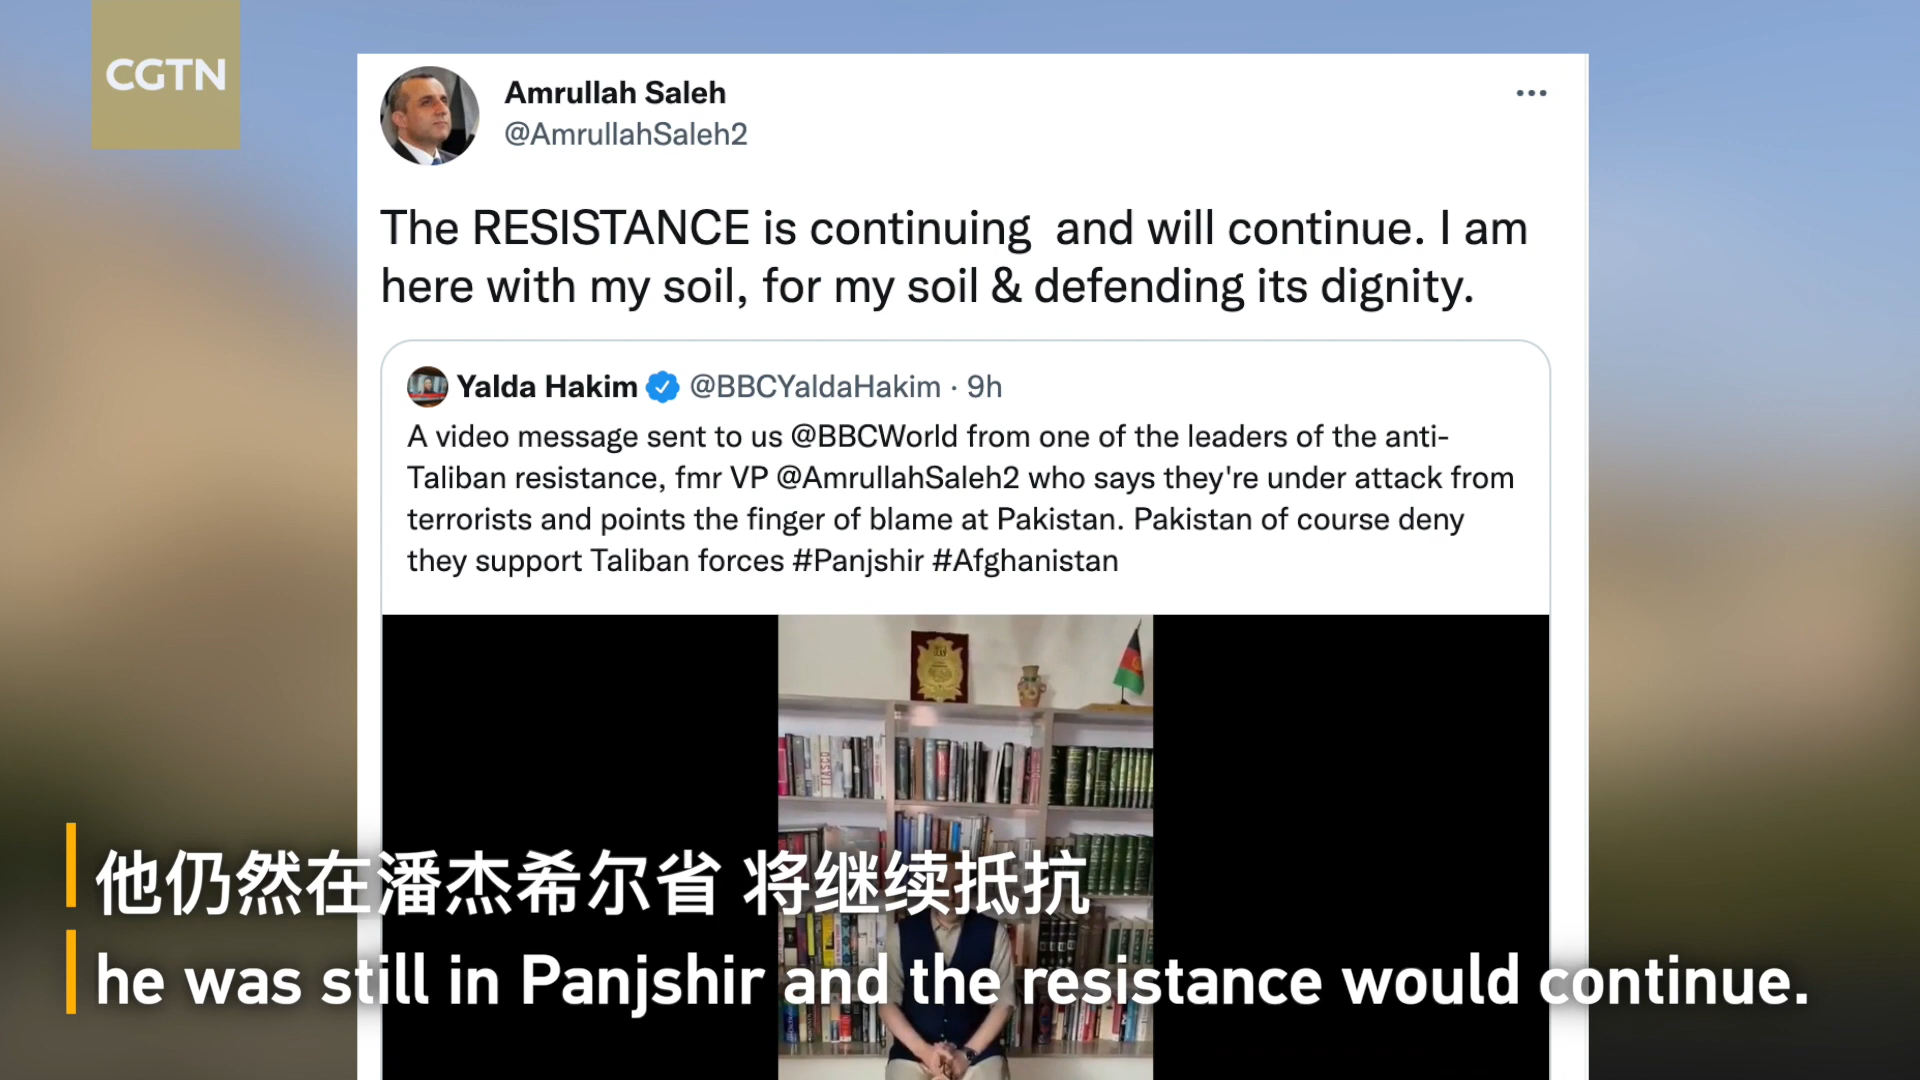 CGTN
Amrullah Saleh
@AmrullahSaleh2
The RESISTANCE is continuing  and will continue. I am
here with my soil, for my soil & defending its dignity.
Yalda Hakim @BBCYaldaHakim · 9h
A video message sent to us @BBCWorld from one of the leaders of the anti-
Taliban resistance, fmr VP @AmrullahSaleh2 who says they're under attack from
terrorists and points the finger of blame at Pakistan. Pakistan of course deny
they support Taliban forces #Panjshir #Afghanistan
FIASCO
他仍然在潘杰希尔省 将继续抵抗
he was still in Panjshir and the resistance would continue.